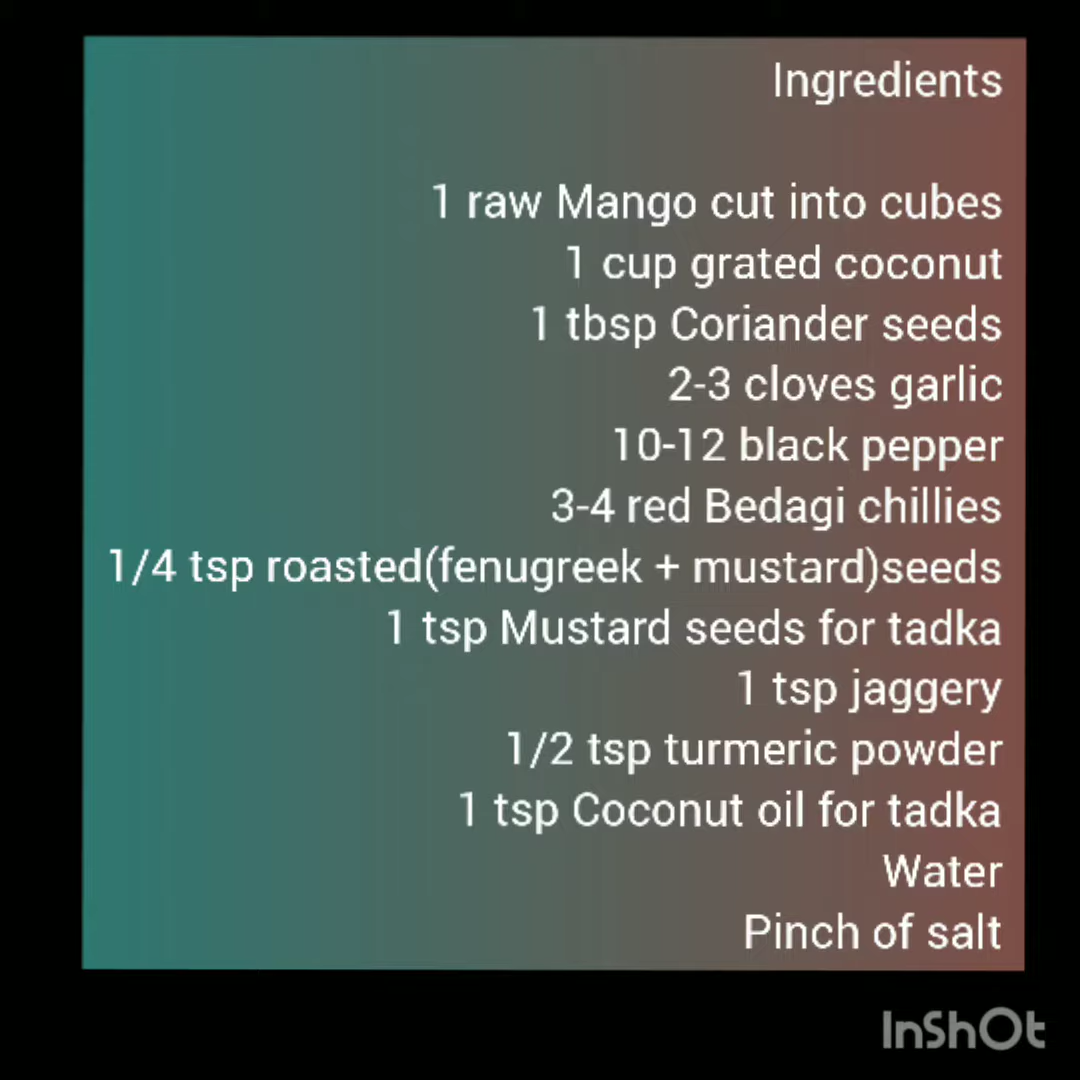 Ingredients
1 raw Mango cut into cubes
1 cup grated coconut
1 tbsp Coriander seeds
2-3 cloves garlic
10-12 black pepper
3-4 red Bedagi chillies
1/4 tsp roasted(fenugreek + mustard)seeds
1 tsp Mustard seeds for tadka
1 tsp jaggery
1/2 tsp turmeric powder
1 tsp Coconut oil for tadka
Water
Pinch of salt
InShOt